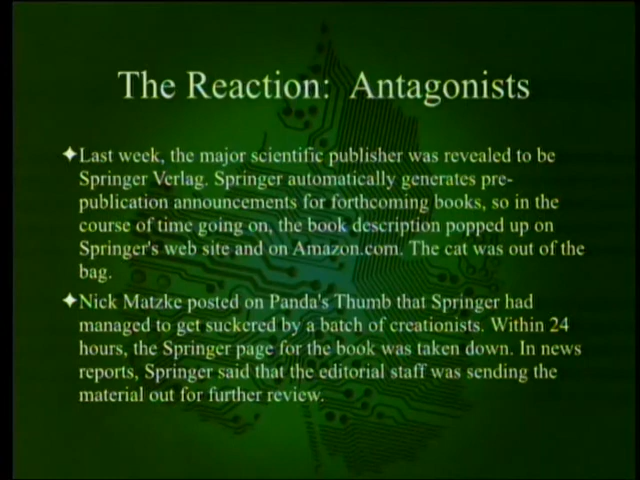 The Reaction: Antagonists
✦Last week, the major scientific publisher was revealed to be
Springer Verlag. Springer automatically generates pre-
publication announcements for forthcoming books, so in the
course of time going on, the book description popped up on
Springer's web site and on Amazon.com. The cat was out of the
bag.
✦Nick Matzke posted on Panda's Thumb that Springer had
managed to get suckered by a batch of creationists. Within 24
hours, the Springer page for the book was taken down. In news
reports, Springer said that the editorial staff was sending the
material out for further review.